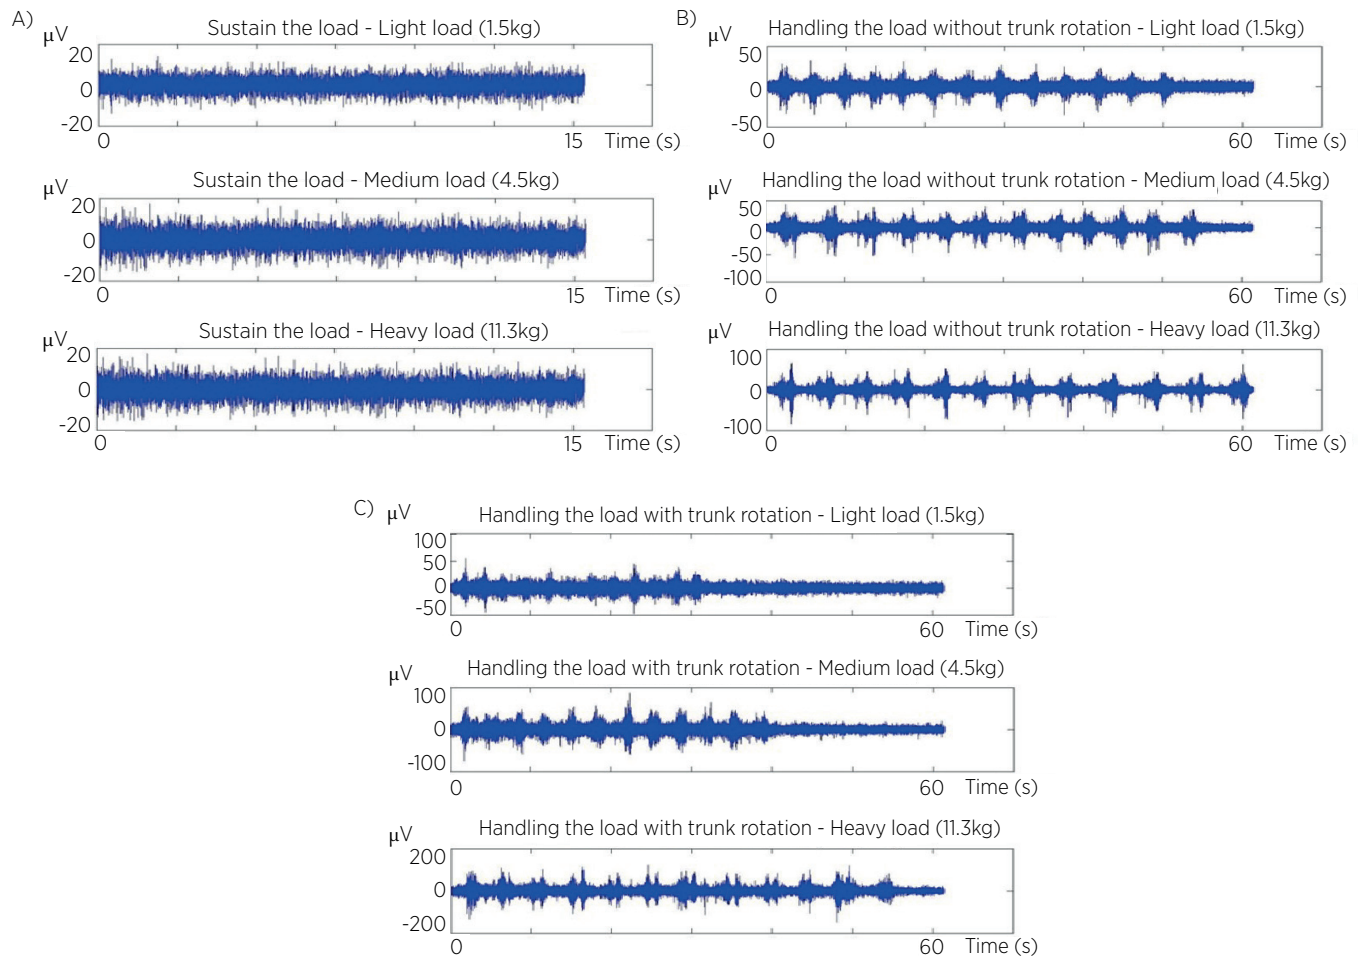 A)
Sustain the load - Light load (1.5kg)
μV
20
0
-20
0 15 Time (s)
Sustain the load - Medium load (4.5kg)
μV
20
0
-20
0 15 Time (s)
Sustain the load - Heavy load (11.3kg)
μV
20
0
-20
0 15 Time (s)
B)
Handling the load without trunk rotation - Light load (1.5kg)
μV
50
0
-50
0 60 Time (s)
Handling the load without trunk rotation - Medium load (4.5kg)
μV
50
0
-50
-100
0 60 Time (s)
Handling the load without trunk rotation - Heavy load (11.3kg)
μV
100
0
-100
0 60 Time (s)
C)
Handling the load with trunk rotation - Light load (1.5kg)
μV
100
50
0
-50
0 60 Time (s)
Handling the load with trunk rotation - Medium load (4.5kg)
μV
100
0
-100
0 60 Time (s)
Handling the load with trunk rotation - Heavy load (11.3kg)
μV
200
0
-200
0 60 Time (s)